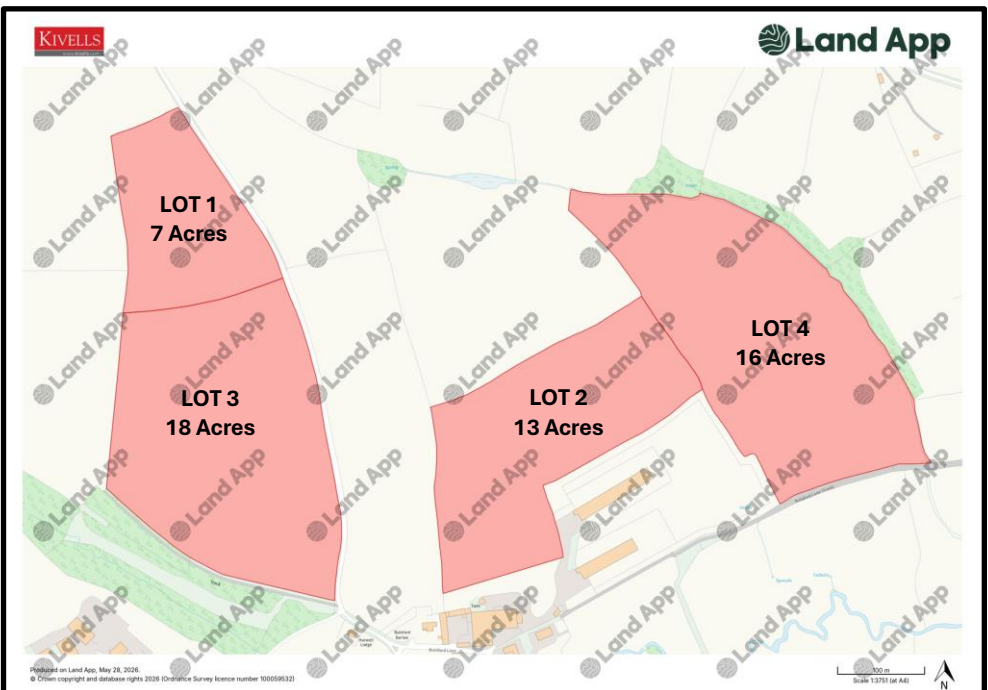 KIVELLS
Land App
LOT 1
7 Acres
LOT 3
18 Acres
LOT 2
13 Acres
LOT 4
16 Acres
Track
Tank
Produced on Land App, May 28, 2026.
© Crown copyright and database rights 2026 (Ordnance Survey licence number 100059532)
100 m
Scale 1:3751 (at A4)
N